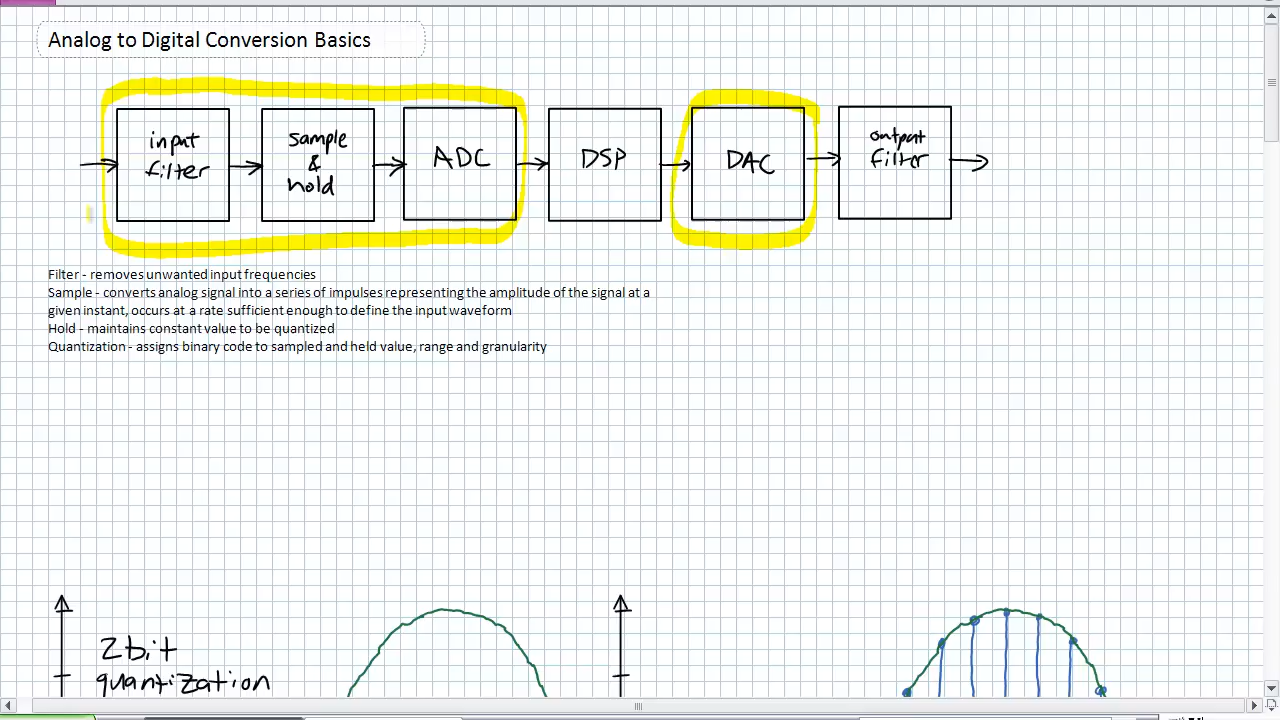 Analog to Digital Conversion Basics
input
filter
sample
&
hold
ADC
DSP
DAC
output
filter
Filter - removes unwanted input frequencies
Sample - converts analog signal into a series of impulses representing the amplitude of the signal at a
given instant, occurs at a rate sufficient enough to define the input waveform
Hold - maintains constant value to be quantized
Quantization - assigns binary code to sampled and held value, range and granularity
2bit
quantization